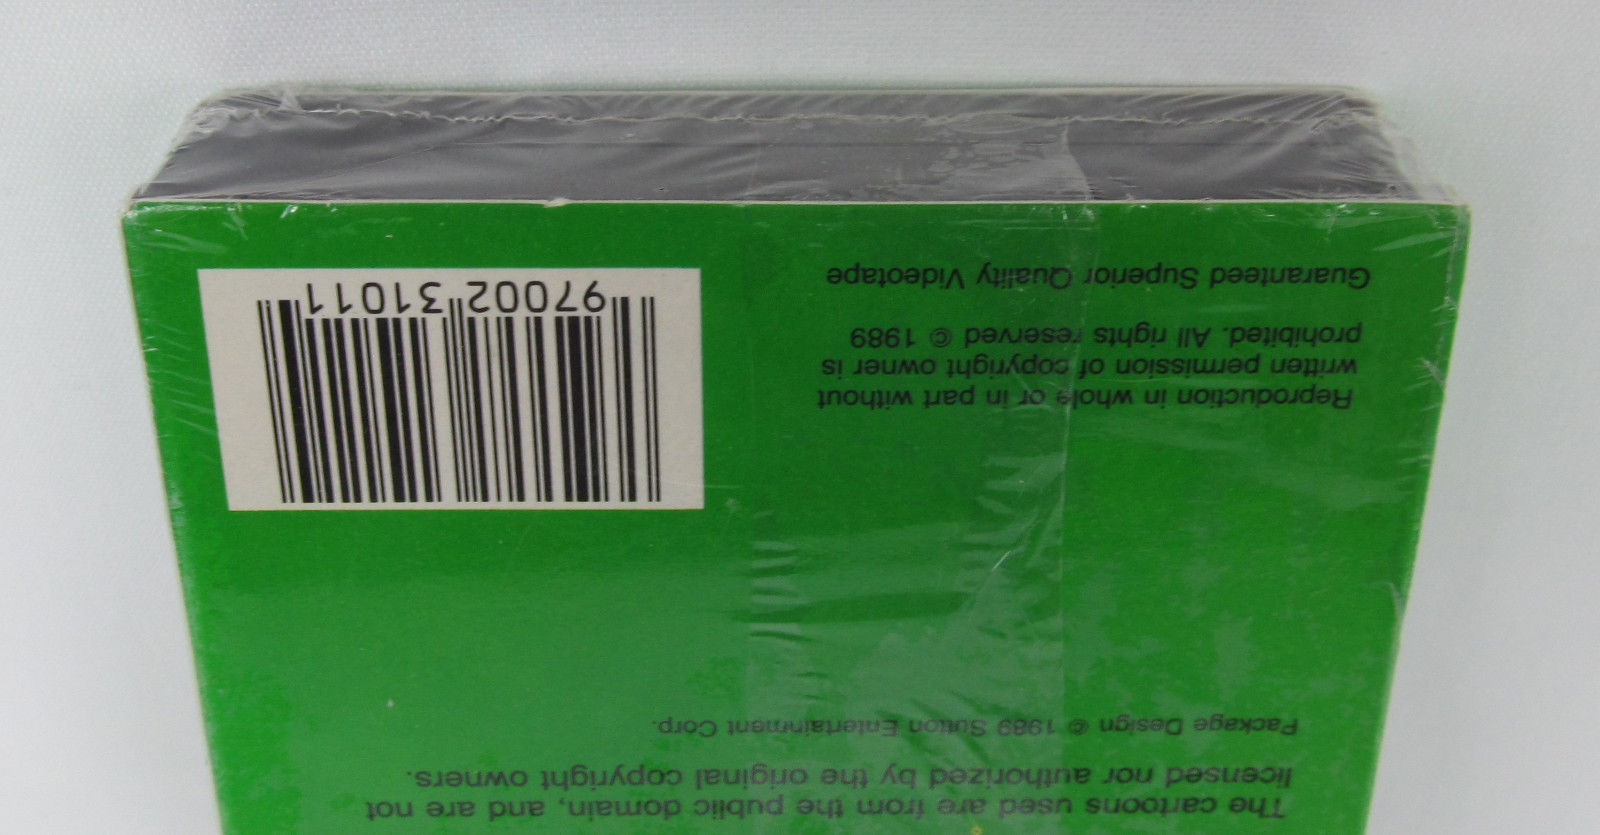 The cartoons used are from the public domain, and are not
licensed nor authorized by the original copyright owners.
Package Design © 1989 Sutton Entertainment Corp.
Reproduction in whole or in part without
written permission of copyright owner is
prohibited. All rights reserved © 1989
Guaranteed Superior Quality Videotape
97002 31011